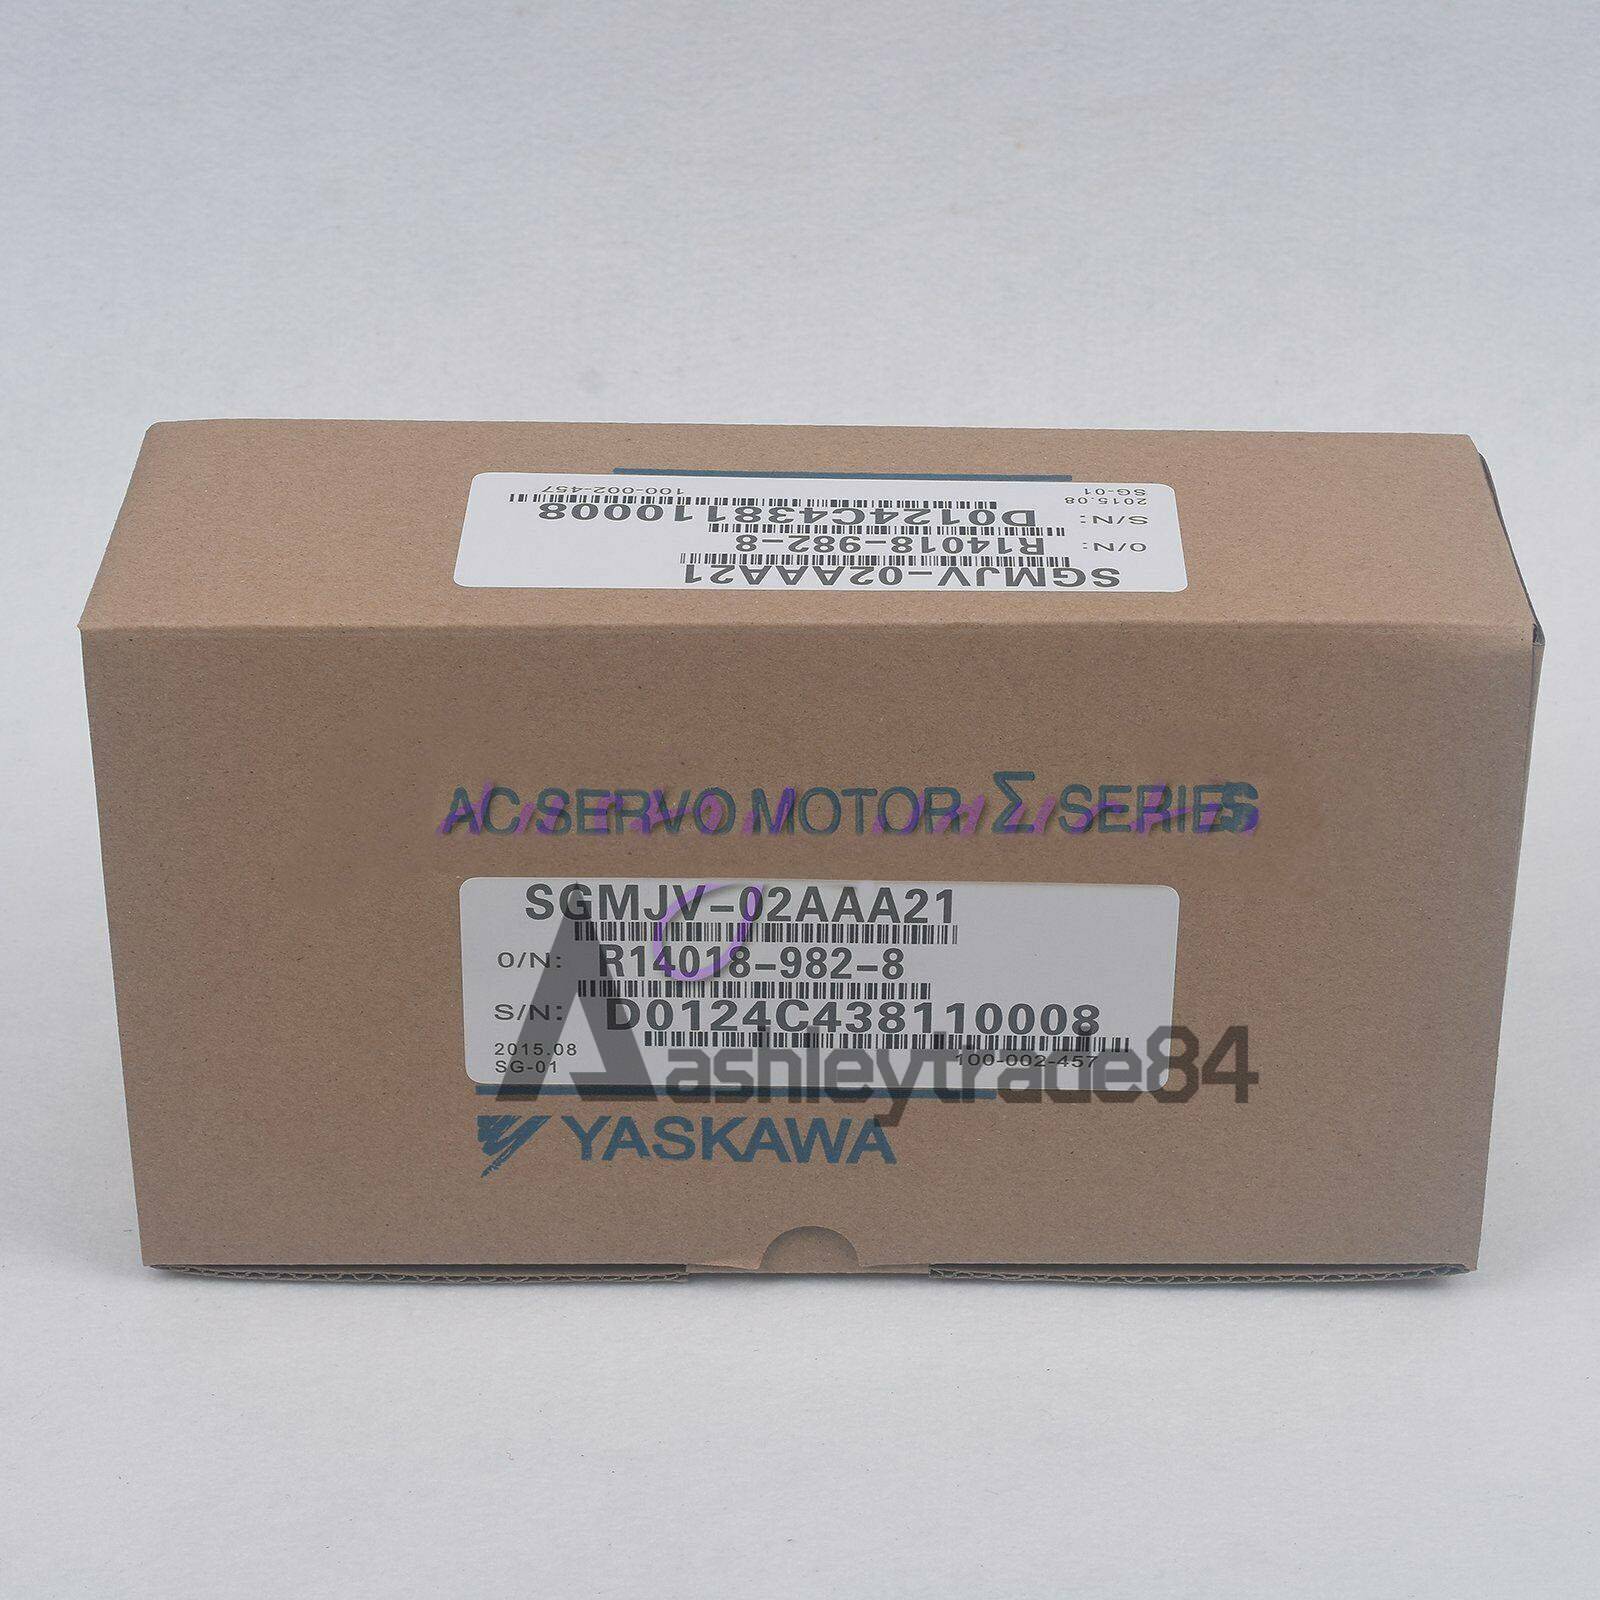 100-002-457
2015.08
SG-01
S/N: D0124C438110008
O/N: R14018-982-8
SGMJV-02AAA21
AC SERVO MOTOR Σ SERIES
SGMJV-02AAA21
O/N: R14018-982-8
S/N: D0124C438110008
2015.08
SG-01
100-002-457
Aashleytrade84
YASKAWA